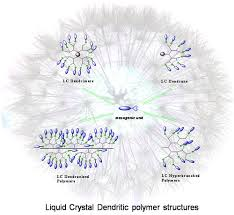 LC Dendrimers
LC Dendrons
mesogenic unit
LC Dendronized
Polymers
LC Hyperbranched
Polymers
Liquid Crystal Dendritic polymer structures